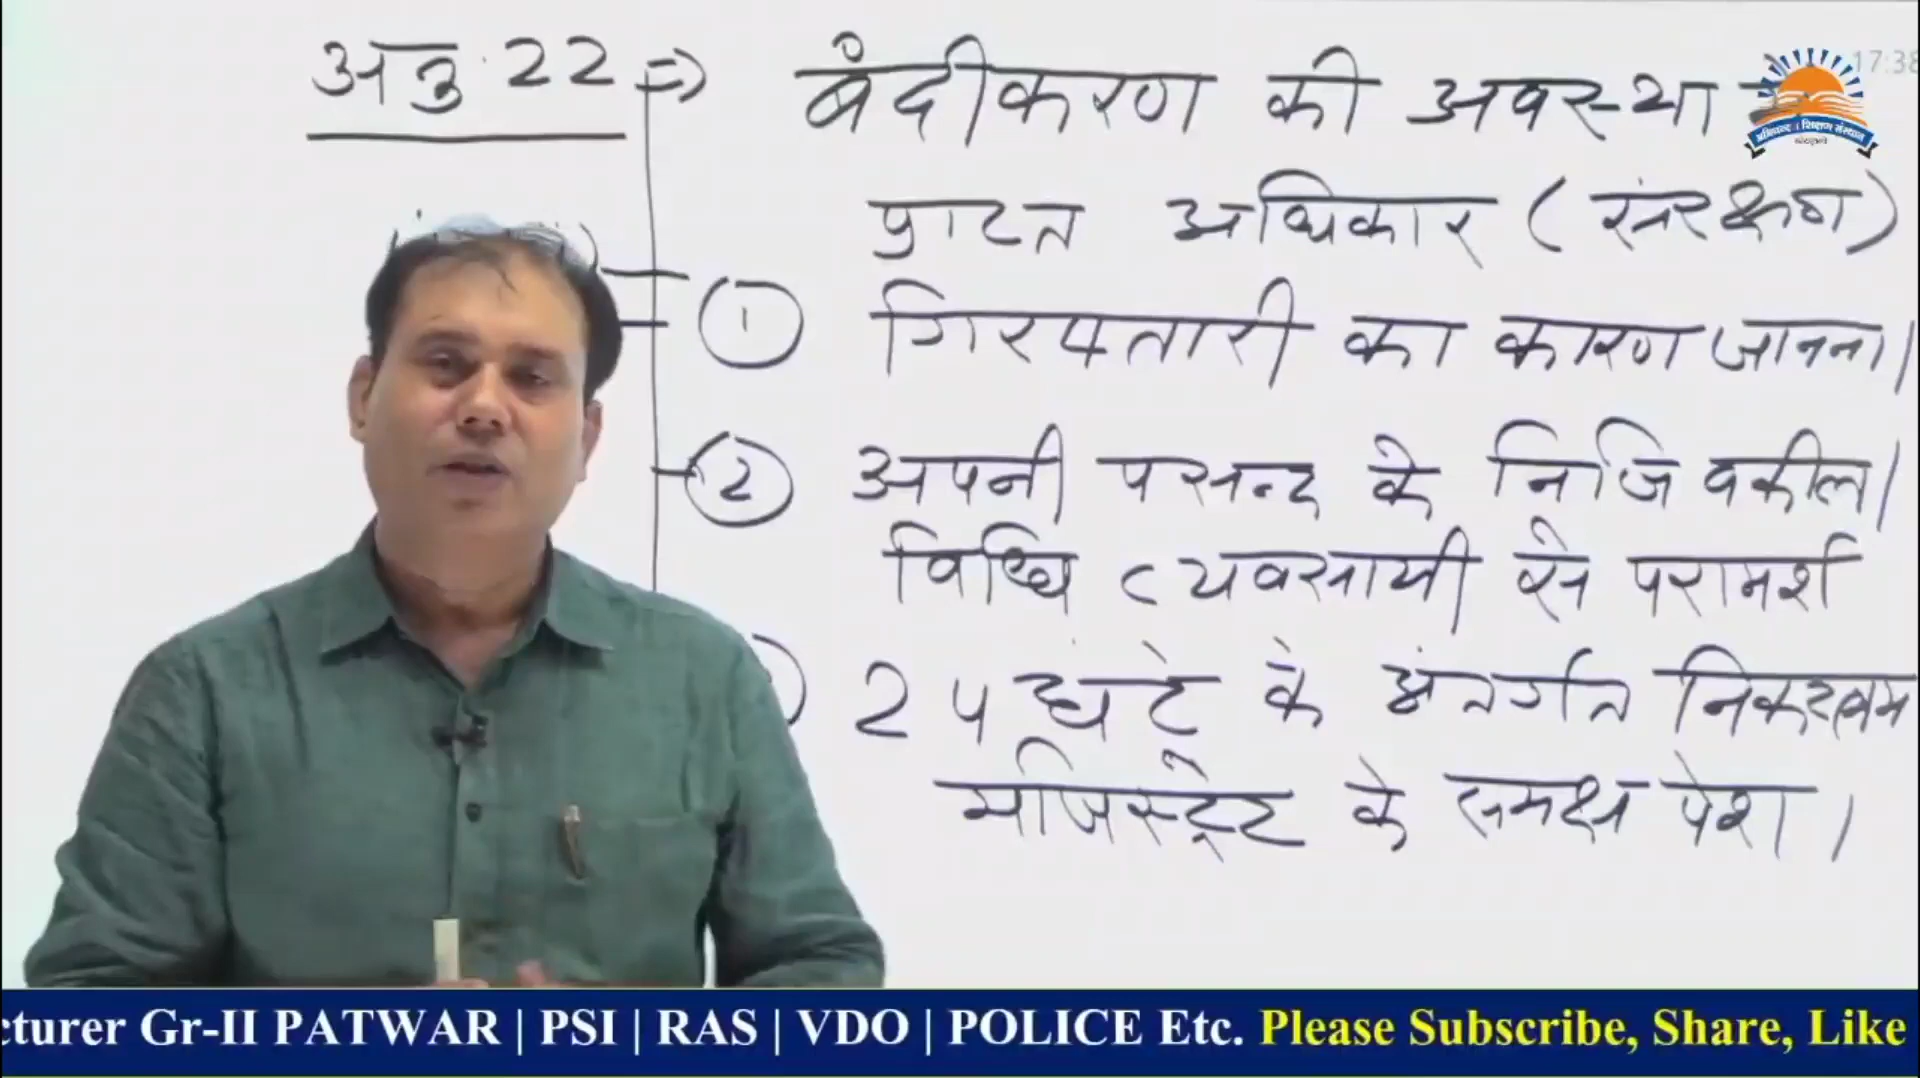 अनु. 22 => बंदीकरण की अवस्था
17:38
प्राप्त अधिकार (संरक्षण)
1 गिरफ्तारी का कारण जानना।
2 अपनी पसन्द के निजि वकील।
विधि व्यवसायी से परामर्श
24 घंटे के अंतर्गत निकटतम
मजिस्ट्रेट के समक्ष पेश।
cturer Gr-II PATWAR | PSI | RAS | VDO | POLICE Etc. Please Subscribe, Share, Like